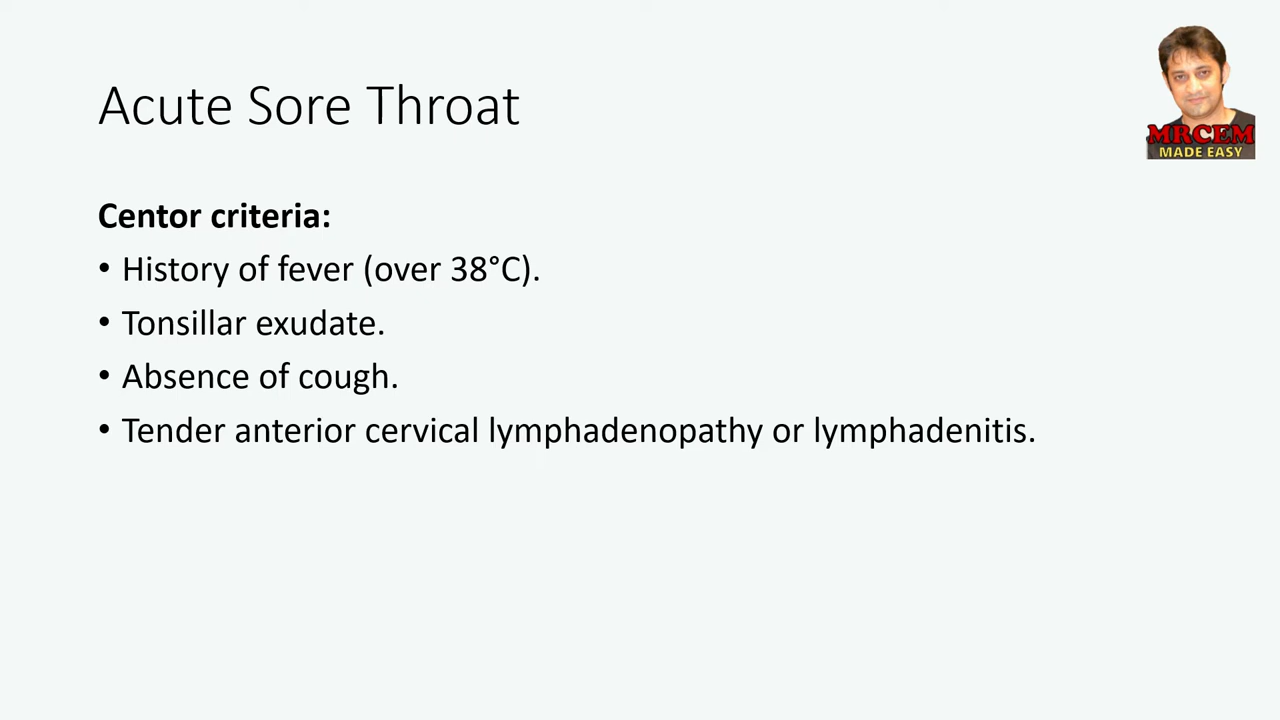 MRCEM
MADE EASY
Acute Sore Throat
Centor criteria:
• History of fever (over 38°C).
• Tonsillar exudate.
• Absence of cough.
• Tender anterior cervical lymphadenopathy or lymphadenitis.